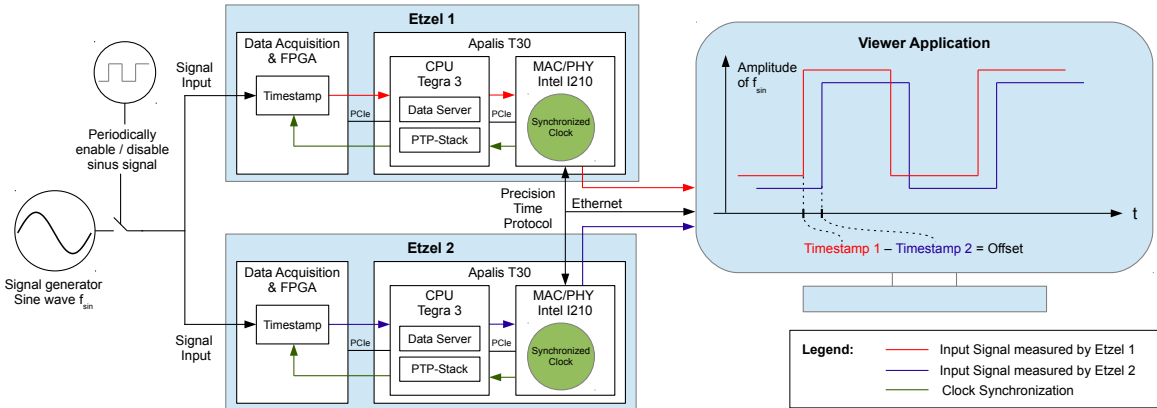 Etzel 1
Data Acquisition
& FPGA
Timestamp
PCIe
Apalis T30
CPU
Tegra 3
Data Server
PTP-Stack
PCIe
MAC/PHY
Intel I210
Synchronized
Clock
Signal
Input
Periodically
enable / disable
sinus signal
Signal generator
Sine wave fsin
Signal
Input
Precision
Time
Protocol
Ethernet
Etzel 2
Data Acquisition
& FPGA
Timestamp
PCIe
Apalis T30
CPU
Tegra 3
Data Server
PTP-Stack
PCIe
MAC/PHY
Intel I210
Synchronized
Clock
Viewer Application
Amplitude
of fsin
t
Timestamp 1 – Timestamp 2 = Offset
Legend:
Input Signal measured by Etzel 1
Input Signal measured by Etzel 2
Clock Synchronization